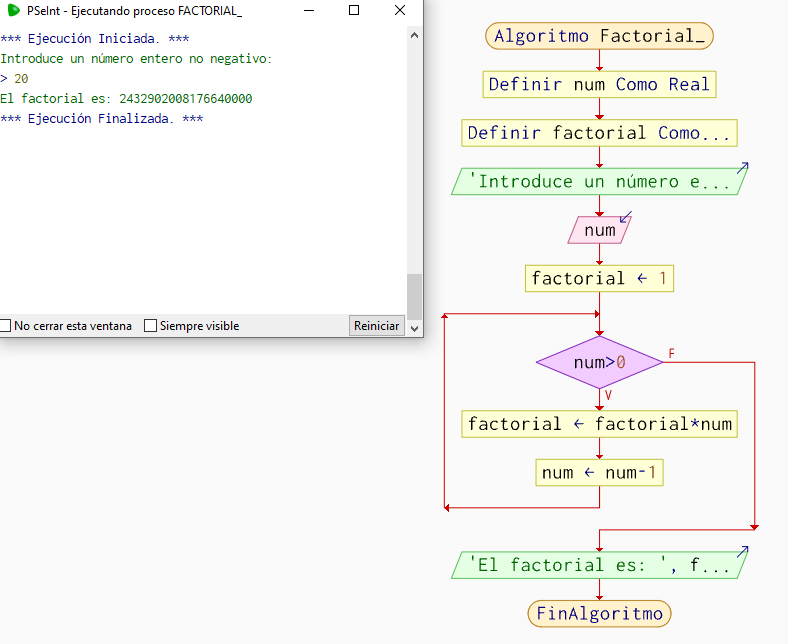 PSeInt - Ejecutando proceso FACTORIAL_
*** Ejecución Iniciada. ***
Introduce un número entero no negativo:
> 20
El factorial es: 2432902008176640000
*** Ejecución Finalizada. ***
No cerrar esta ventana
Siempre visible
Reiniciar
Algoritmo Factorial_
Definir num Como Real
Definir factorial Como...
'Introduce un número e...
num
factorial ← 1
num>0
F
V
factorial ← factorial*num
num ← num-1
'El factorial es: ', f...
FinAlgoritmo